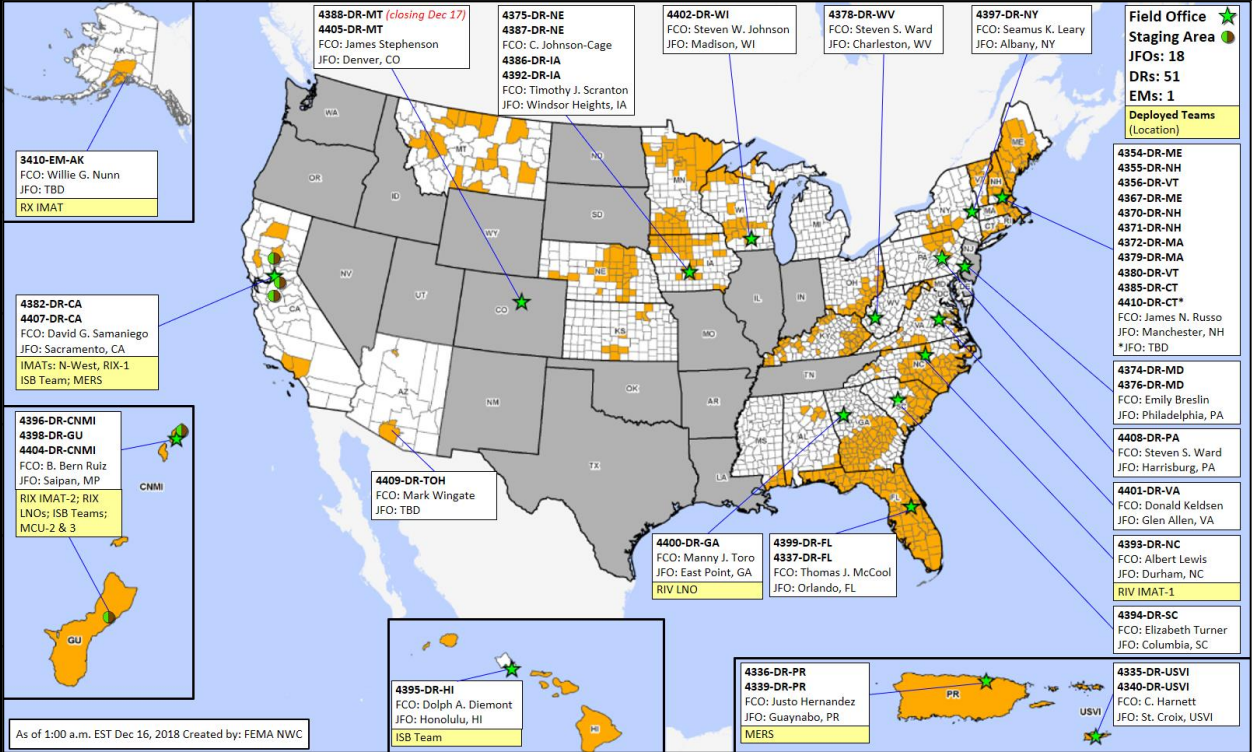 4388-DR-MT (closing Dec 17)
4405-DR-MT
FCO: James Stephenson
JFO: Denver, CO
4375-DR-NE
4387-DR-NE
FCO: C. Johnson-Cage
4386-DR-IA
4392-DR-IA
FCO: Timothy J. Scranton
JFO: Windsor Heights, IA
4402-DR-WI
FCO: Steven W. Johnson
JFO: Madison, WI
4378-DR-WV
FCO: Steven S. Ward
JFO: Charleston, WV
4397-DR-NY
FCO: Seamus K. Leary
JFO: Albany, NY
Field Office
Staging Area
JFOs: 18
DRs: 51
EMs: 1
Deployed Teams
(Location)
AK
3410-EM-AK
FCO: Willie G. Nunn
JFO: TBD
RX IMAT
4382-DR-CA
4407-DR-CA
FCO: David G. Samaniego
JFO: Sacramento, CA
IMATs: N-West, RIX-1
ISB Team; MERS
4396-DR-CNMI
4398-DR-GU
4404-DR-CNMI
FCO: B. Bern Ruiz
JFO: Saipan, MP
RIX IMAT-2; RIX
LNOs; ISB Teams;
MCU-2 & 3
CNMI
GU
As of 1:00 a.m. EST Dec 16, 2018 Created by: FEMA NWC
WA
OR
ID
MT
ND
SD
WY
NV
UT
CO
CA
AZ
NM
NE
KS
OK
TX
MN
IA
MO
AR
LA
WI
IL
IN
MI
OH
TN
MS
AL
GA
FL
NC
VA
WV
PA
NY
NJ
DE
DC
VT
NH
ME
MA
CT
RI
4409-DR-TOH
FCO: Mark Wingate
JFO: TBD
4400-DR-GA
FCO: Manny J. Toro
JFO: East Point, GA
RIV LNO
4399-DR-FL
4337-DR-FL
FCO: Thomas J. McCool
JFO: Orlando, FL
4395-DR-HI
FCO: Dolph A. Diemont
JFO: Honolulu, HI
ISB Team
HI
4354-DR-ME
4355-DR-NH
4356-DR-VT
4367-DR-ME
4370-DR-NH
4371-DR-NH
4372-DR-MA
4379-DR-MA
4380-DR-VT
4385-DR-CT
4410-DR-CT*
FCO: James N. Russo
JFO: Manchester, NH
*JFO: TBD
4374-DR-MD
4376-DR-MD
FCO: Emily Breslin
JFO: Philadelphia, PA
4408-DR-PA
FCO: Steven S. Ward
JFO: Harrisburg, PA
4401-DR-VA
FCO: Donald Keldsen
JFO: Glen Allen, VA
4393-DR-NC
FCO: Albert Lewis
JFO: Durham, NC
RIV IMAT-1
4394-DR-SC
FCO: Elizabeth Turner
JFO: Columbia, SC
4336-DR-PR
4339-DR-PR
FCO: Justo Hernandez
JFO: Guaynabo, PR
MERS
PR
USVI
4335-DR-USVI
4340-DR-USVI
FCO: C. Harnett
JFO: St. Croix, USVI